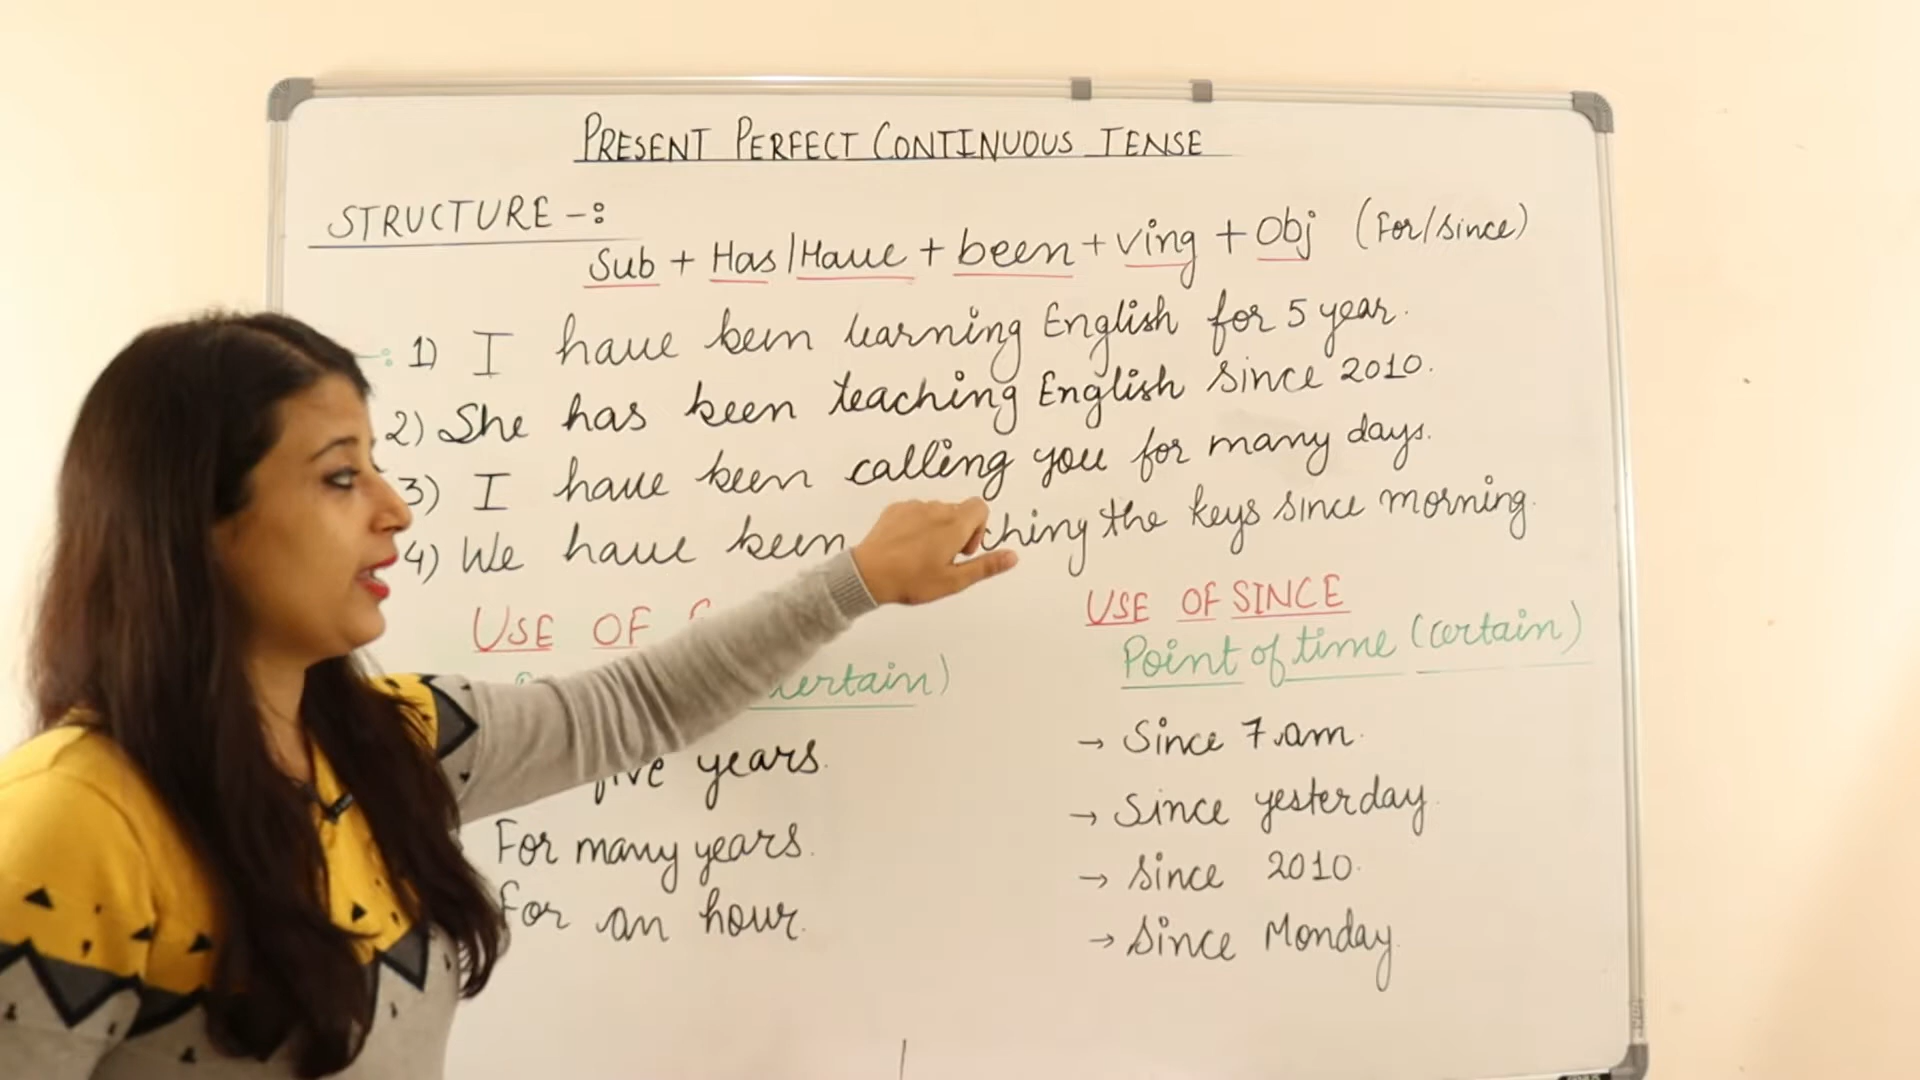 PRESENT PERFECT CONTINUOUS TENSE
STRUCTURE -:
Sub + Has/Have + been + Ving + Obj (For/Since)
1) I have been learning English for 5 year.
2) She has been teaching English since 2010.
3) I have been calling you for many days.
4) We have been ching the keys since morning.
USE OF
ertain)
five years.
For many years.
For an hour.
USE OF SINCE
Point of time (certain)
→ Since 7.am.
→ Since yesterday.
→ Since 2010.
→ Since Monday.